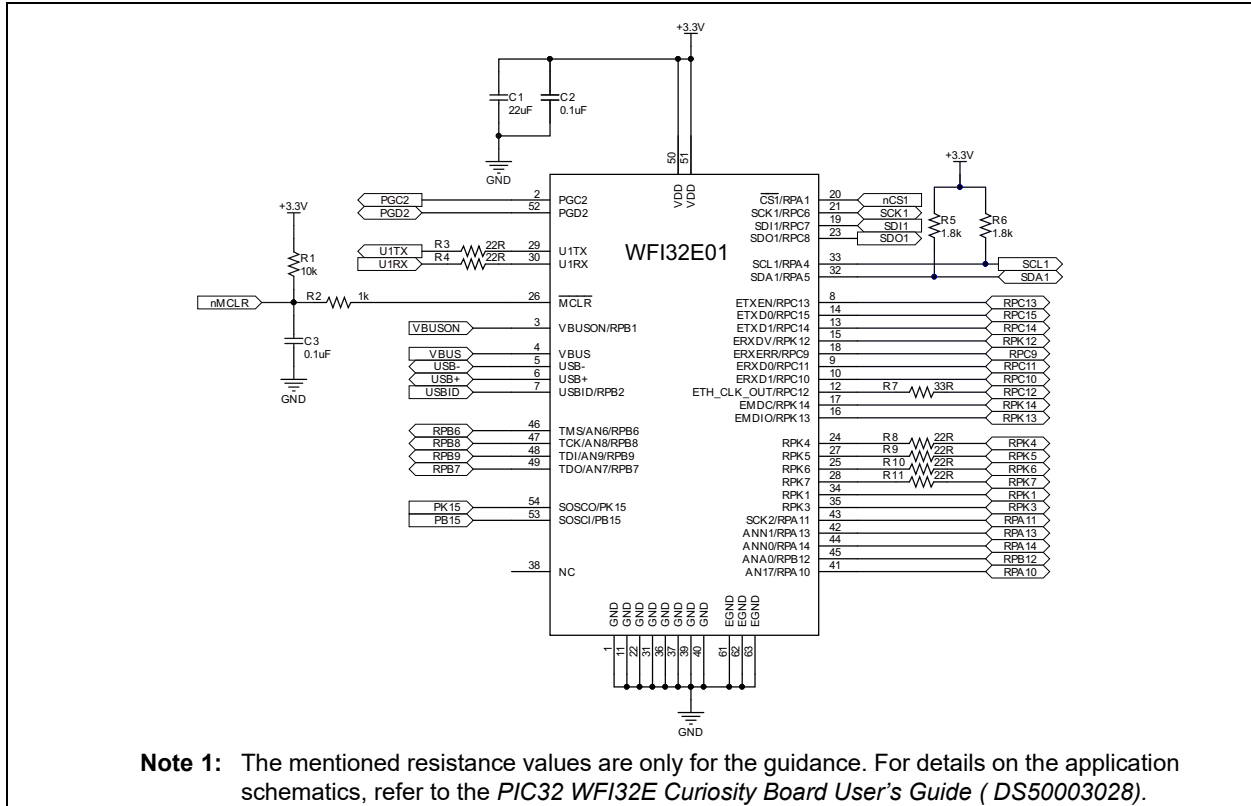 +3.3V
C1
22uF
C2
0.1uF
GND
50
51
VDD
VDD
WFI32E01
PGC2
2
PGC2
PGD2
52
PGD2
U1TX
R3
22R
29
U1TX
U1RX
R4
22R
30
U1RX
+3.3V
R1
10k
nMCLR
R2
1k
26
MCLR
C3
0.1uF
GND
VBUSON
3
VBUSON/RPB1
VBUS
4
VBUS
USB-
5
USB-
USB+
6
USB+
USBID
7
USBID/RPB2
RPB6
46
TMS/AN6/RPB6
RPB8
47
TCK/AN8/RPB8
RPB9
48
TDI/AN9/RPB9
RPB7
49
TDO/AN7/RPB7
PK15
54
SOSCO/PK15
PB15
53
SOSCI/PB15
38
NC
+3.3V
R5
1.8k
R6
1.8k
CS1/RPA1
20
nCS1
SCK1/RPC6
21
SCK1
SDI1/RPC7
19
SDI1
SDO1/RPC8
23
SDO1
SCL1/RPA4
33
SCL1
SDA1/RPA5
32
SDA1
ETXEN/RPC13
8
RPC13
ETXD0/RPC15
14
RPC15
ETXD1/RPC14
13
RPC14
ERXDV/RPK12
15
RPK12
ERXERR/RPC9
18
RPC9
ERXD0/RPC11
9
RPC11
ERXD1/RPC10
10
RPC10
ETH_CLK_OUT/RPC12
12
R7
33R
RPC12
EMDC/RPK14
17
RPK14
EMDIO/RPK13
16
RPK13
RPK4
24
R8
22R
RPK4
RPK5
27
R9
22R
RPK5
RPK6
25
R10
22R
RPK6
RPK7
28
R11
22R
RPK7
RPK1
34
RPK1
RPK3
35
RPK3
SCK2/RPA11
43
RPA11
ANN1/RPA13
42
RPA13
ANN0/RPA14
44
RPA14
ANA0/RPB12
45
RPB12
AN17/RPA10
41
RPA10
GND
GND
GND
GND
GND
GND
GND
GND
EGND
EGND
EGND
1
11
22
31
36
37
39
40
61
62
63
GND
Note 1: The mentioned resistance values are only for the guidance. For details on the application
schematics, refer to the PIC32 WFI32E Curiosity Board User's Guide ( DS50003028).